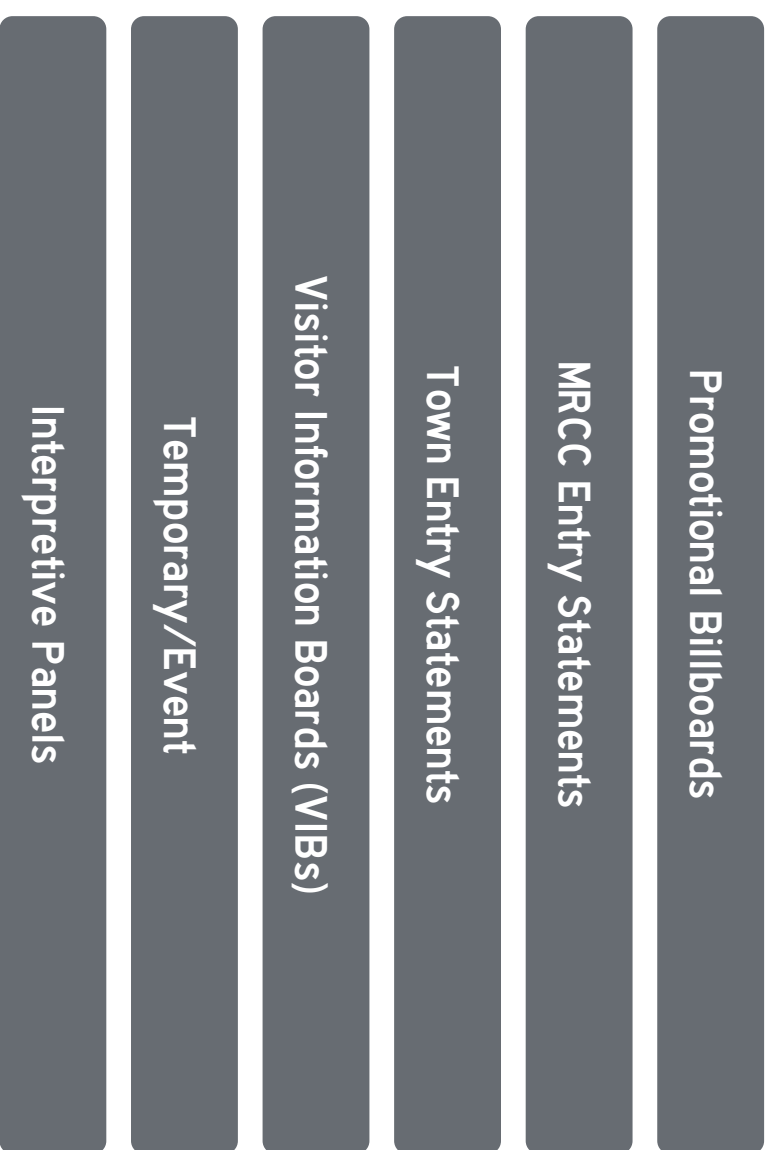 Promotional Billboards
MRCC Entry Statements
Town Entry Statements
Visitor Information Boards (VIBs)
Temporary/Event
Interpretive Panels